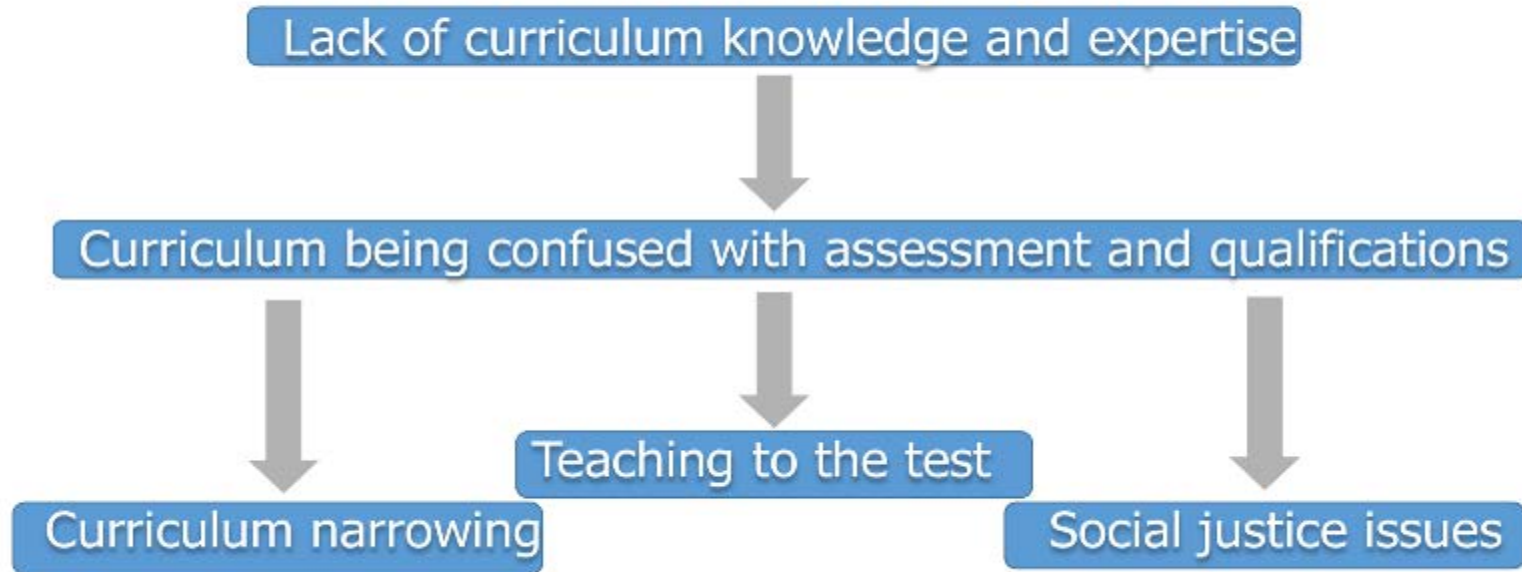 Lack of curriculum knowledge and expertise
Curriculum being confused with assessment and qualifications
Teaching to the test
Curriculum narrowing
Social justice issues